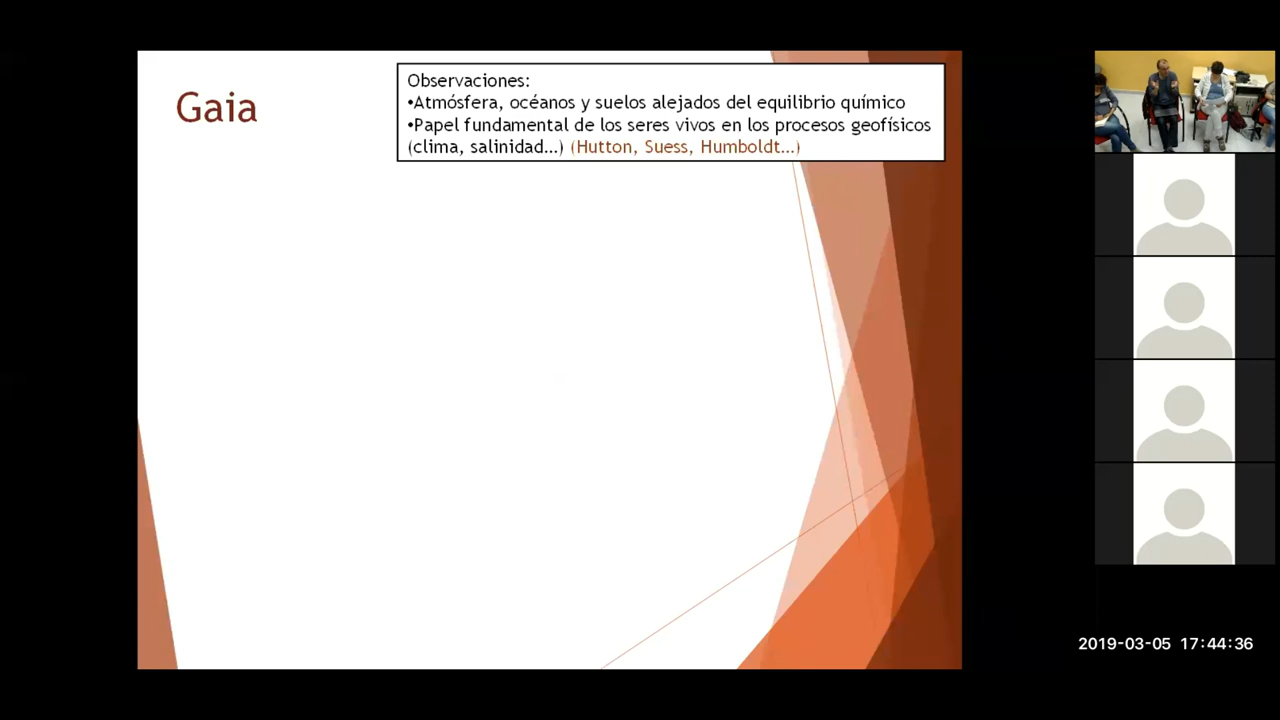 Gaia
Observaciones:
•Atmósfera, océanos y suelos alejados del equilibrio químico
•Papel fundamental de los seres vivos en los procesos geofísicos
(clima, salinidad…) (Hutton, Suess, Humboldt…)
2019-03-05 17:44:36